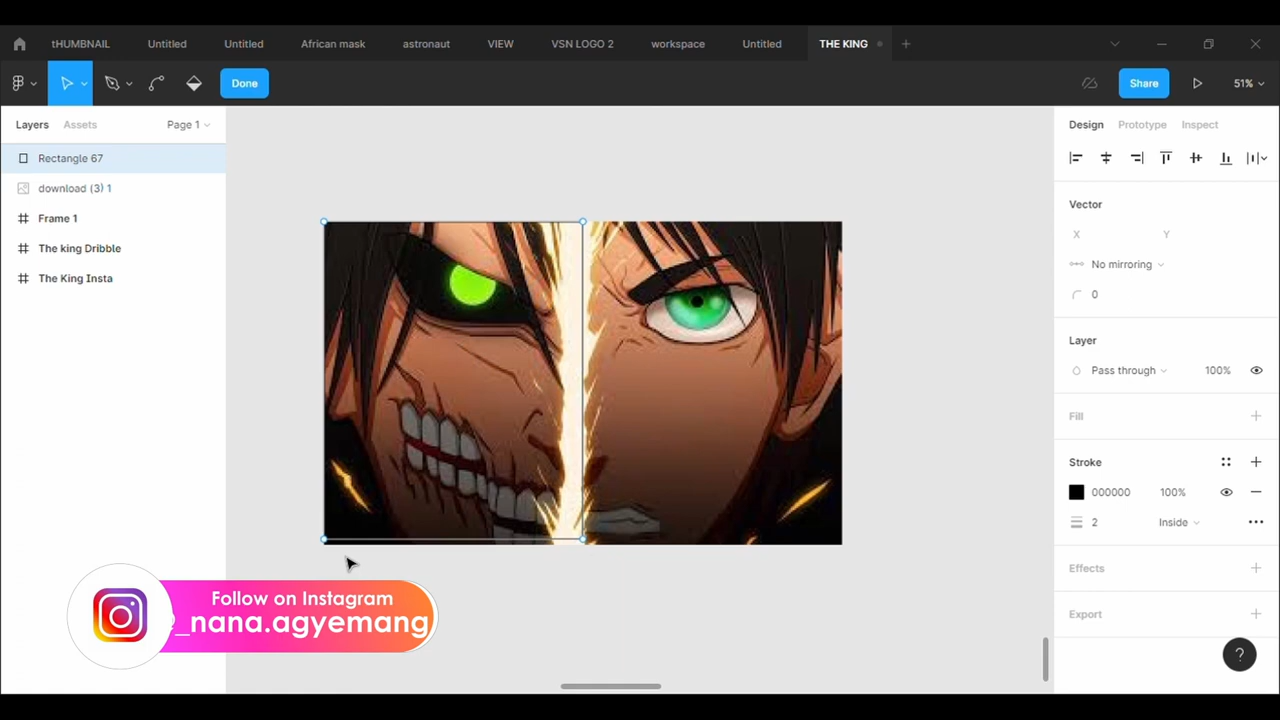 tHUMBNAIL Untitled Untitled African mask astronaut VIEW VSN LOGO 2 workspace Untitled THE KING
Done Share 51%
Layers Assets Page 1
Rectangle 67
download (3) 1
Frame 1
The king Dribble
The King Insta
Design Prototype Inspect
Vector
X Y
No mirroring
0
Layer
Pass through 100%
Fill
Stroke
000000 100%
2 Inside
Effects
Export
?
Follow on Instagram
_nana.agyemang